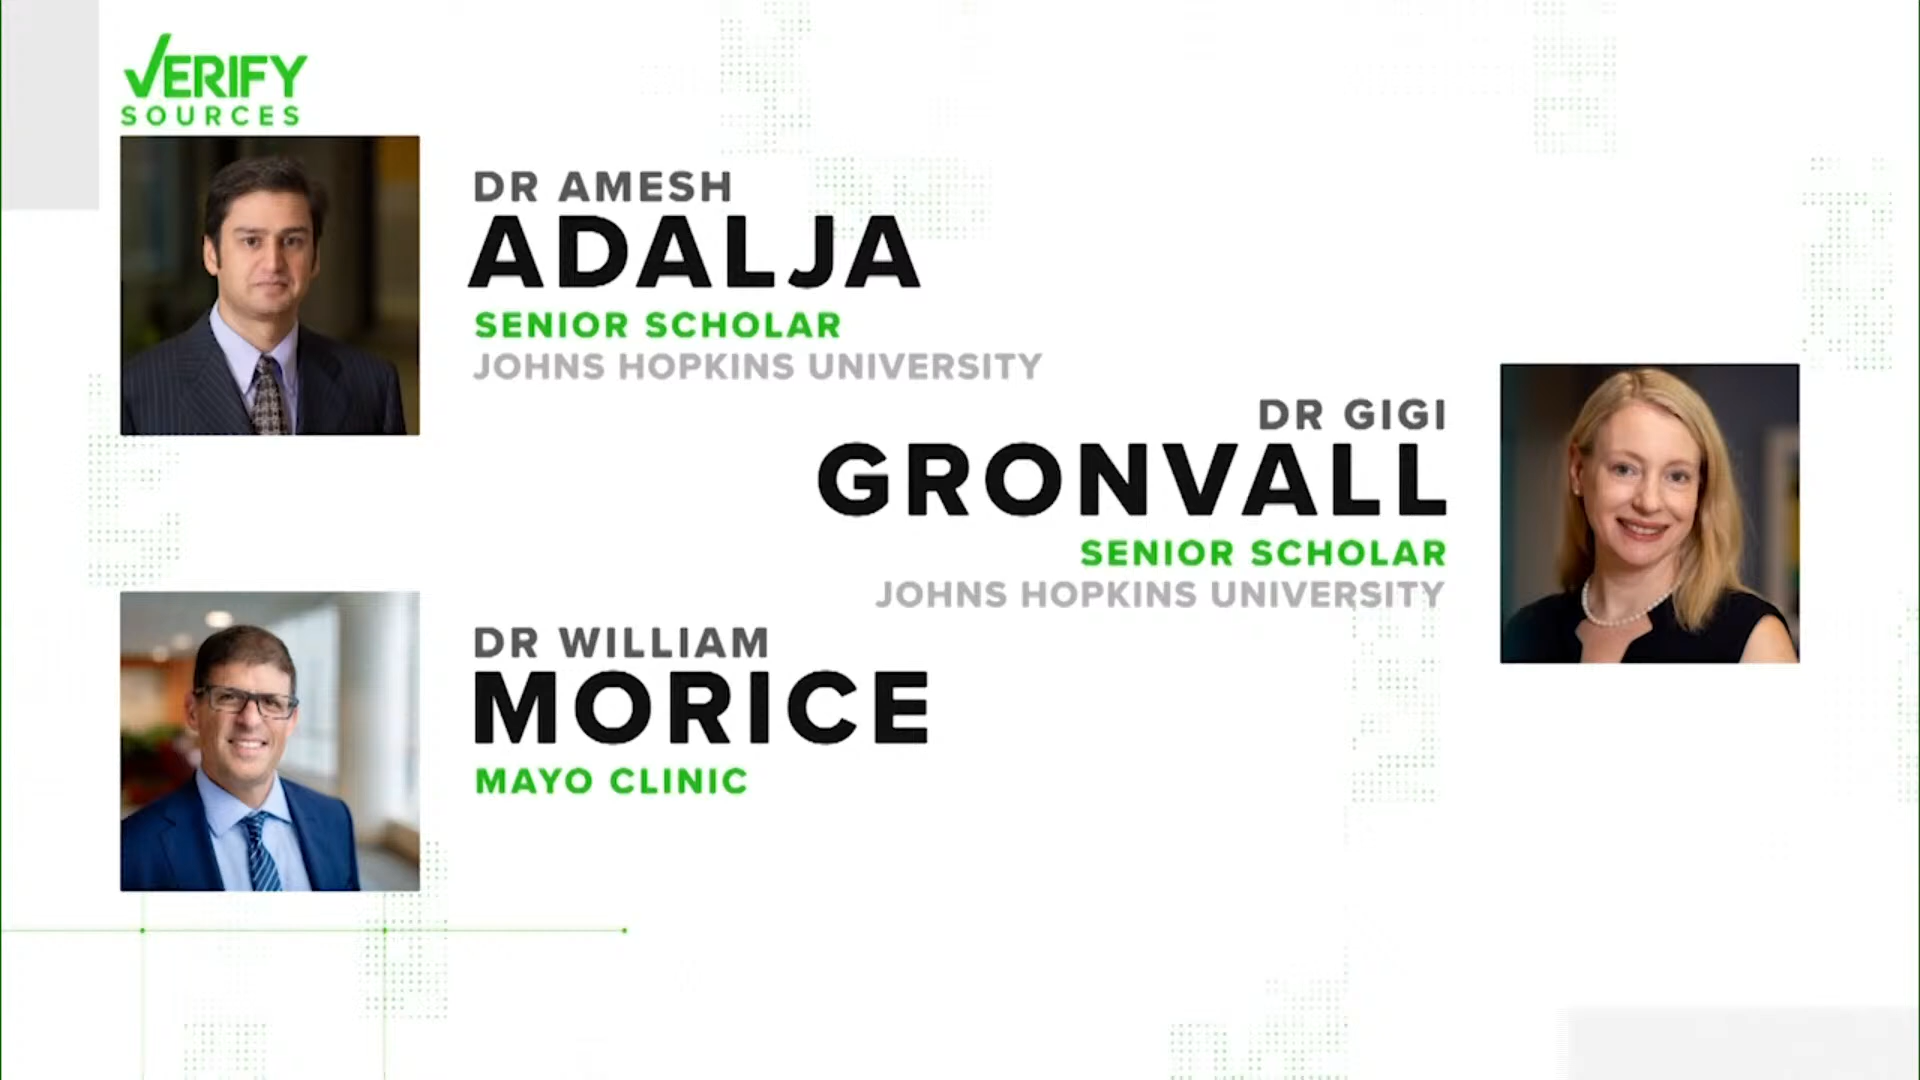 VERIFY
SOURCES
DR AMESH
ADALJA
SENIOR SCHOLAR
JOHNS HOPKINS UNIVERSITY
DR GIGI
GRONVALL
SENIOR SCHOLAR
JOHNS HOPKINS UNIVERSITY
DR WILLIAM
MORICE
MAYO CLINIC